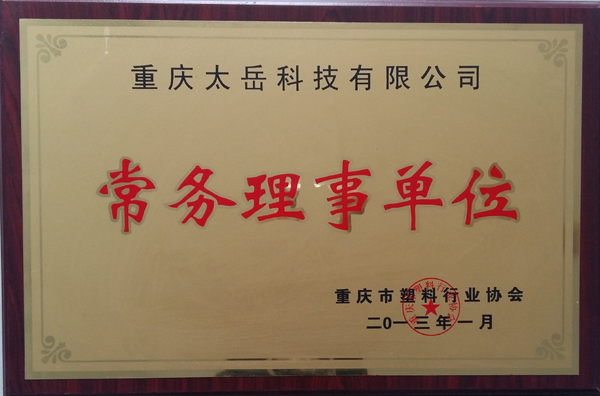 重庆太岳科技有限公司
常务理事单位
重庆市塑料行业协会
二0一三年一月